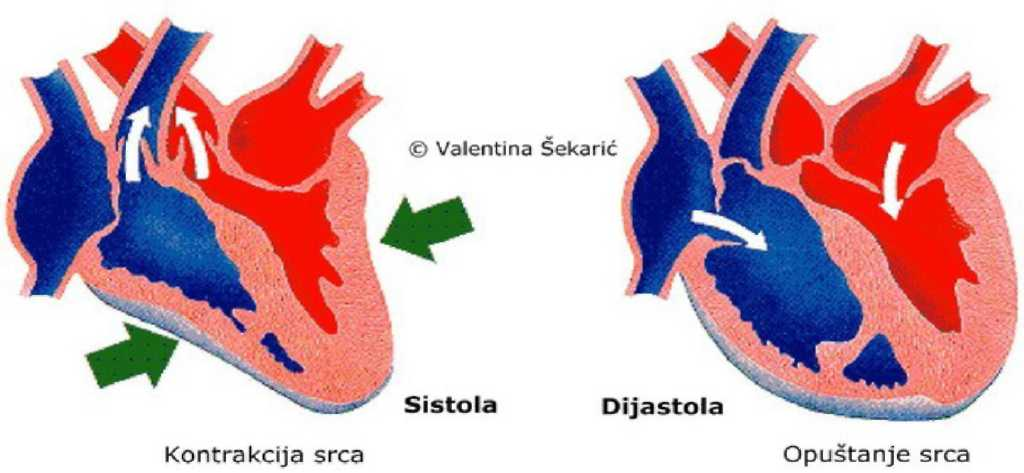 © Valentina Šekarić
Sistola
Dijastola
Kontrakcija srca
Opuštanje srca